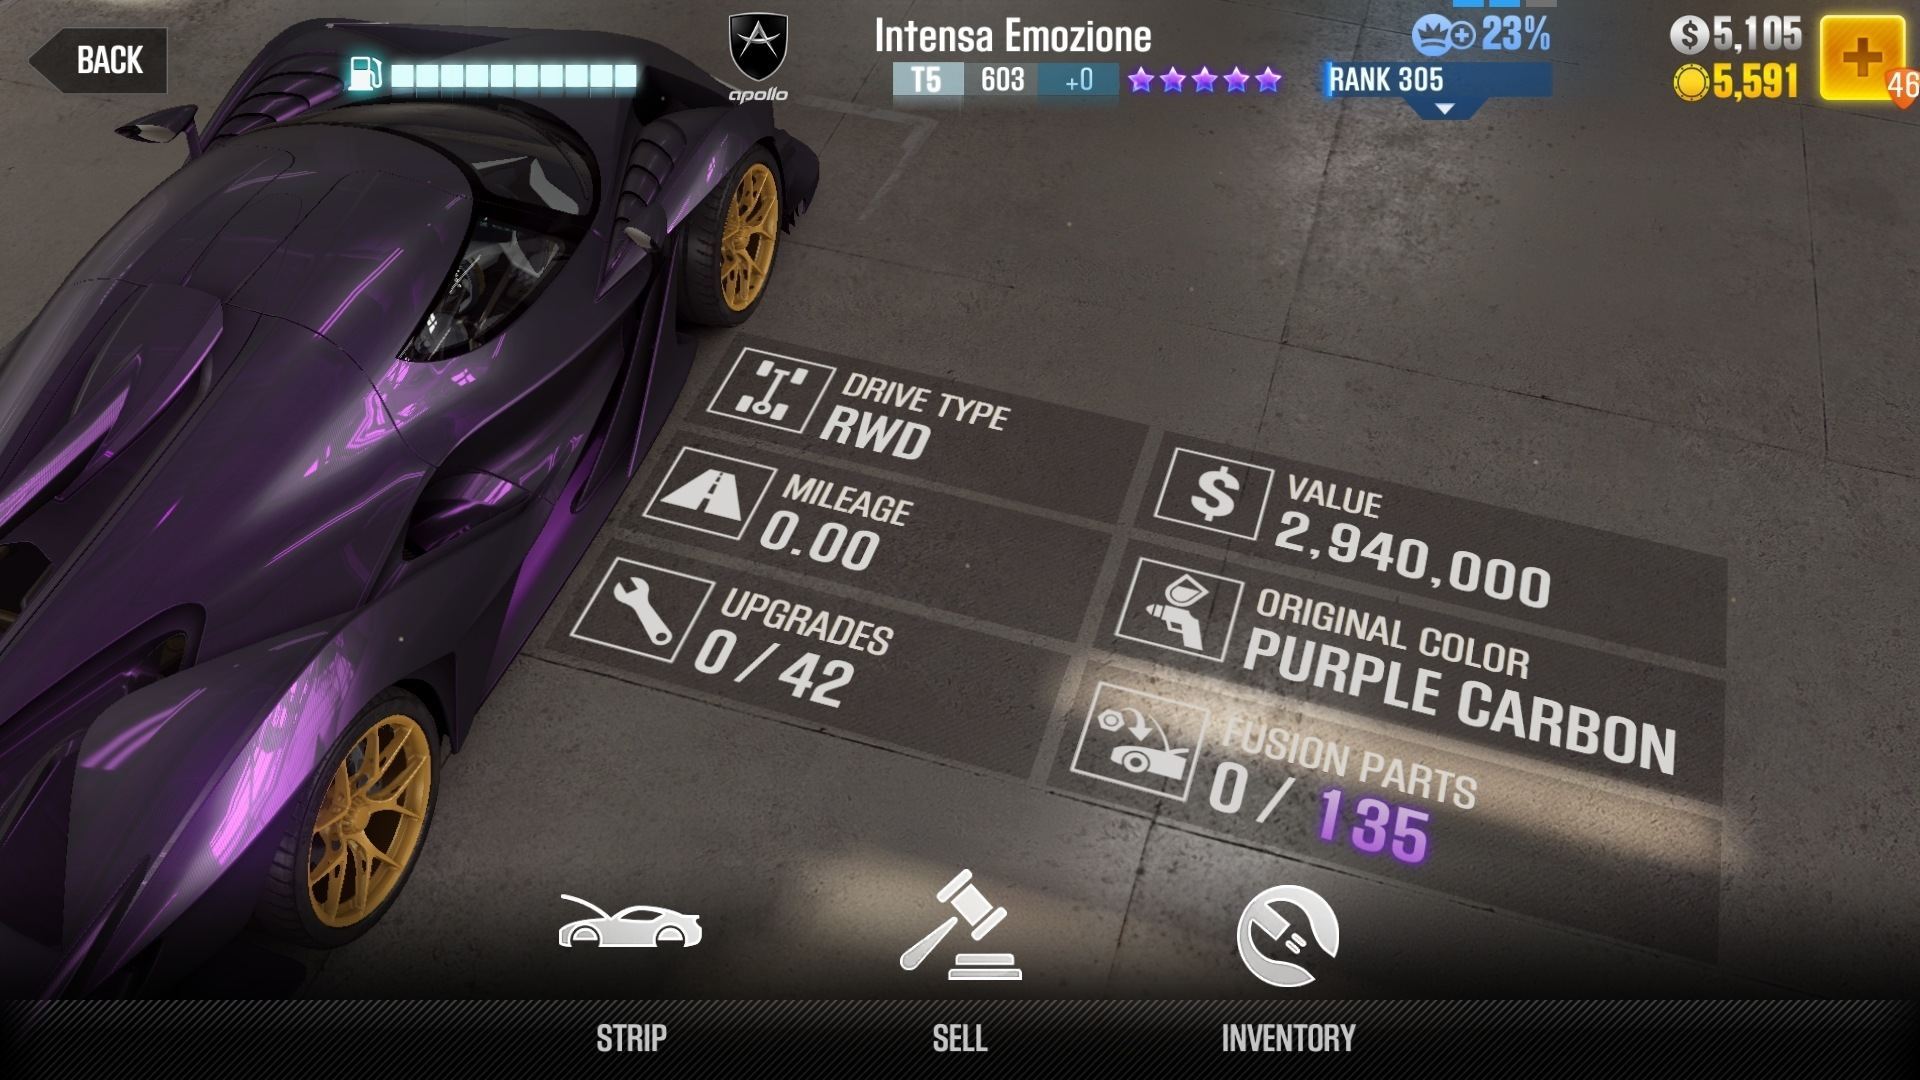 BACK
apollo
Intensa Emozione
T5 603 +0
23%
RANK 305
$ 5,105
5,591
46
DRIVE TYPE
RWD
MILEAGE
0.00
UPGRADES
0 / 42
$ VALUE
2,940,000
ORIGINAL COLOR
PURPLE CARBON
FUSION PARTS
0 / 135
STRIP
SELL
INVENTORY